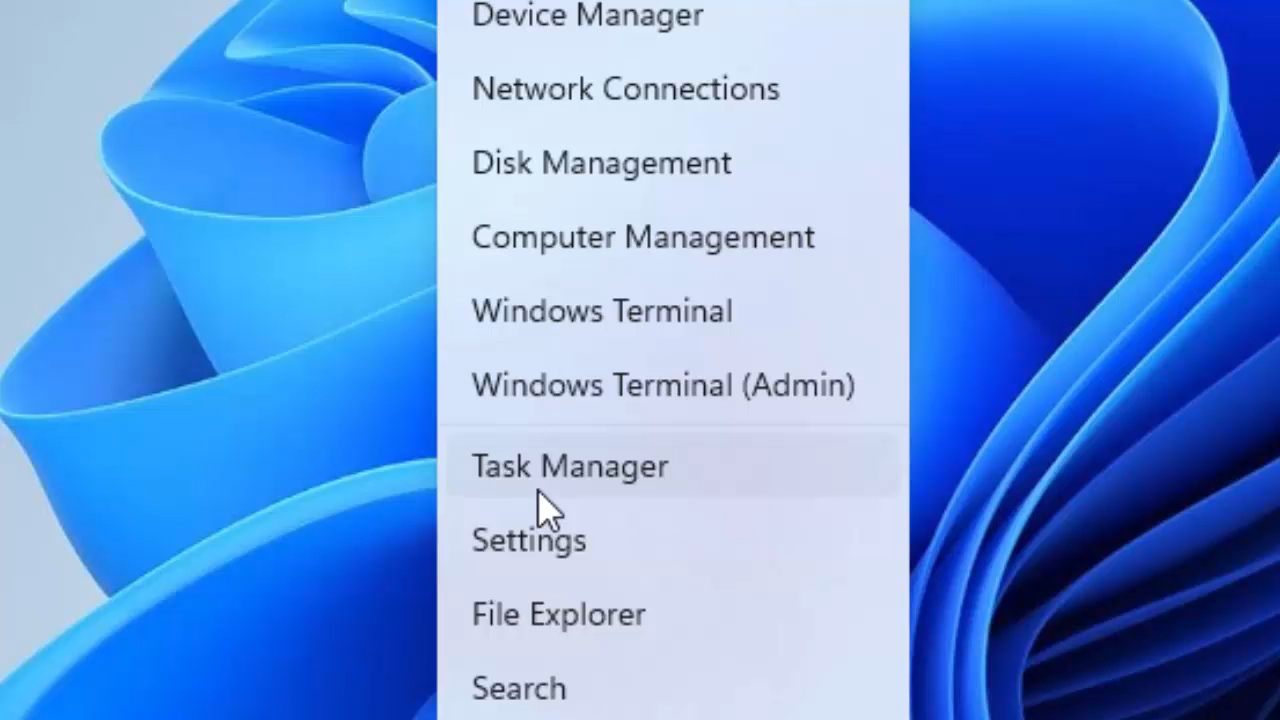 Device Manager
Network Connections
Disk Management
Computer Management
Windows Terminal
Windows Terminal (Admin)
Task Manager
Settings
File Explorer
Search